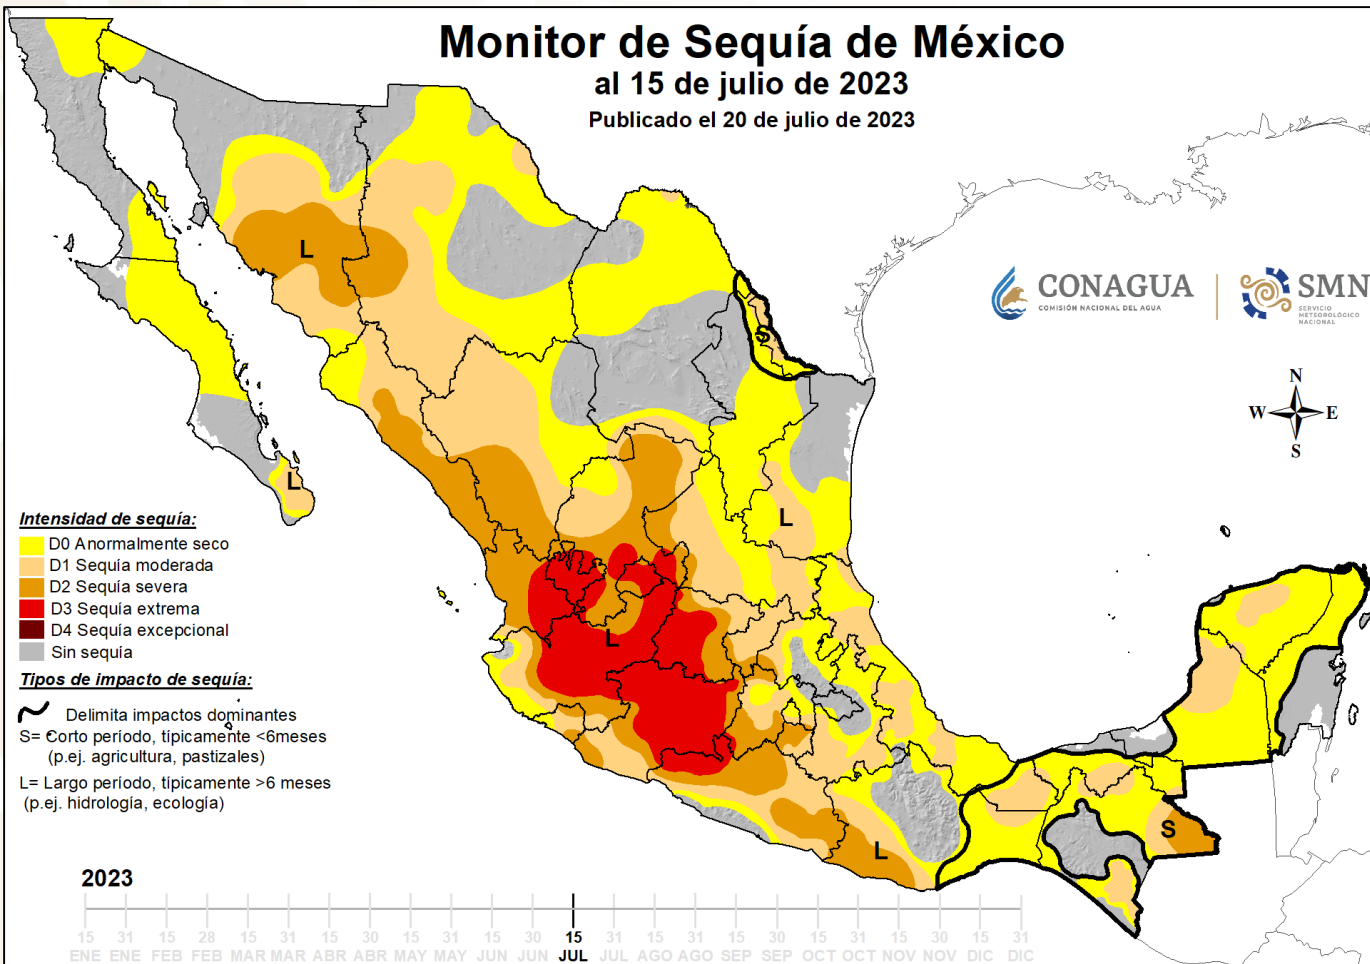 Monitor de Sequía de México
al 15 de julio de 2023
Publicado el 20 de julio de 2023
CONAGUA
COMISIÓN NACIONAL DEL AGUA
SMN
SERVICIO
METEOROLÓGICO
NACIONAL
N
W
E
S
L
S
L
L
L
L
S
Intensidad de sequía:
D0 Anormalmente seco
D1 Sequía moderada
D2 Sequía severa
D3 Sequía extrema
D4 Sequía excepcional
Sin sequía
Tipos de impacto de sequía:
Delimita impactos dominantes
S= Corto período, típicamente <6meses
(p.ej. agricultura, pastizales)
L= Largo período, típicamente >6 meses
(p.ej. hidrología, ecología)
2023
15 31 15 28 15 31 15 30 15 31 15 30 15 31 15 31 15 30 15 31 15 30 15 31
ENE ENE FEB FEB MAR MAR ABR ABR MAY MAY JUN JUN JUL JUL AGO AGO SEP SEP OCT OCT NOV NOV DIC DIC